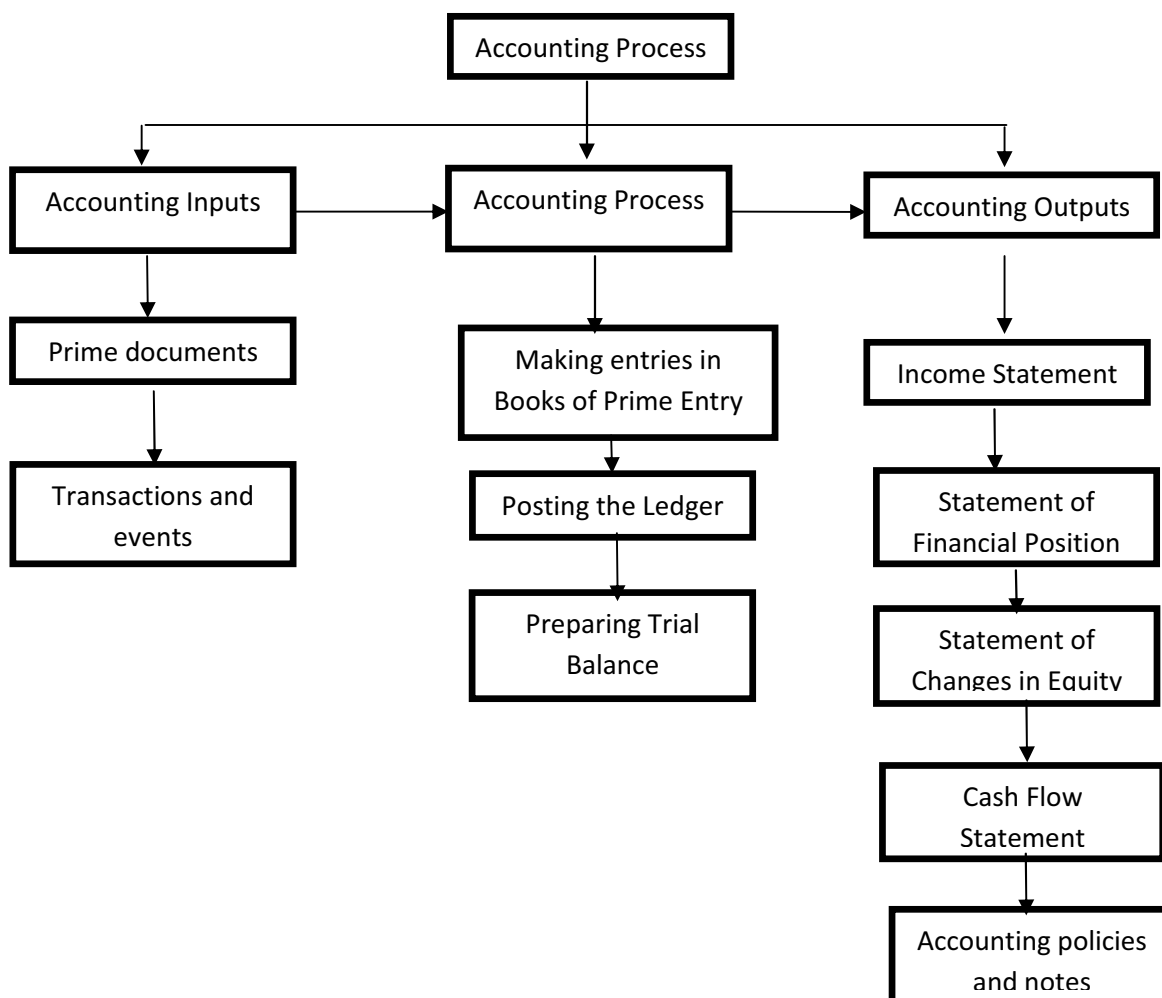 Accounting Process
Accounting Inputs
Accounting Process
Accounting Outputs
Prime documents
Making entries in
Books of Prime Entry
Income Statement
Transactions and
events
Posting the Ledger
Statement of
Financial Position
Preparing Trial
Balance
Statement of
Changes in Equity
Cash Flow
Statement
Accounting policies
and notes